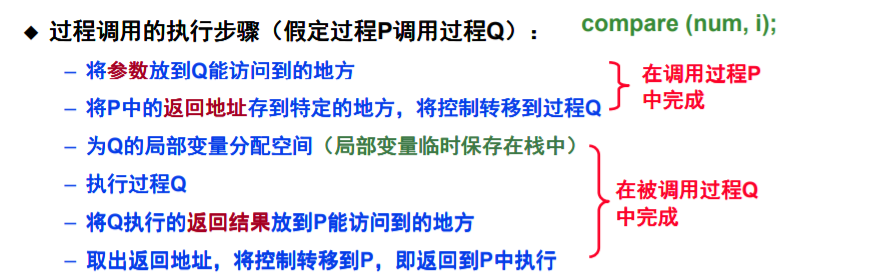 ◆ 过程调用的执行步骤（假定过程P调用过程Q）： compare (num, i);
– 将参数放到Q能访问到的地方
– 将P中的返回地址存到特定的地方，将控制转移到过程Q
在调用过程P
中完成
– 为Q的局部变量分配空间（局部变量临时保存在栈中）
– 执行过程Q
– 将Q执行的返回结果放到P能访问到的地方
– 取出返回地址，将控制转移到P，即返回到P中执行
在被调用过程Q
中完成